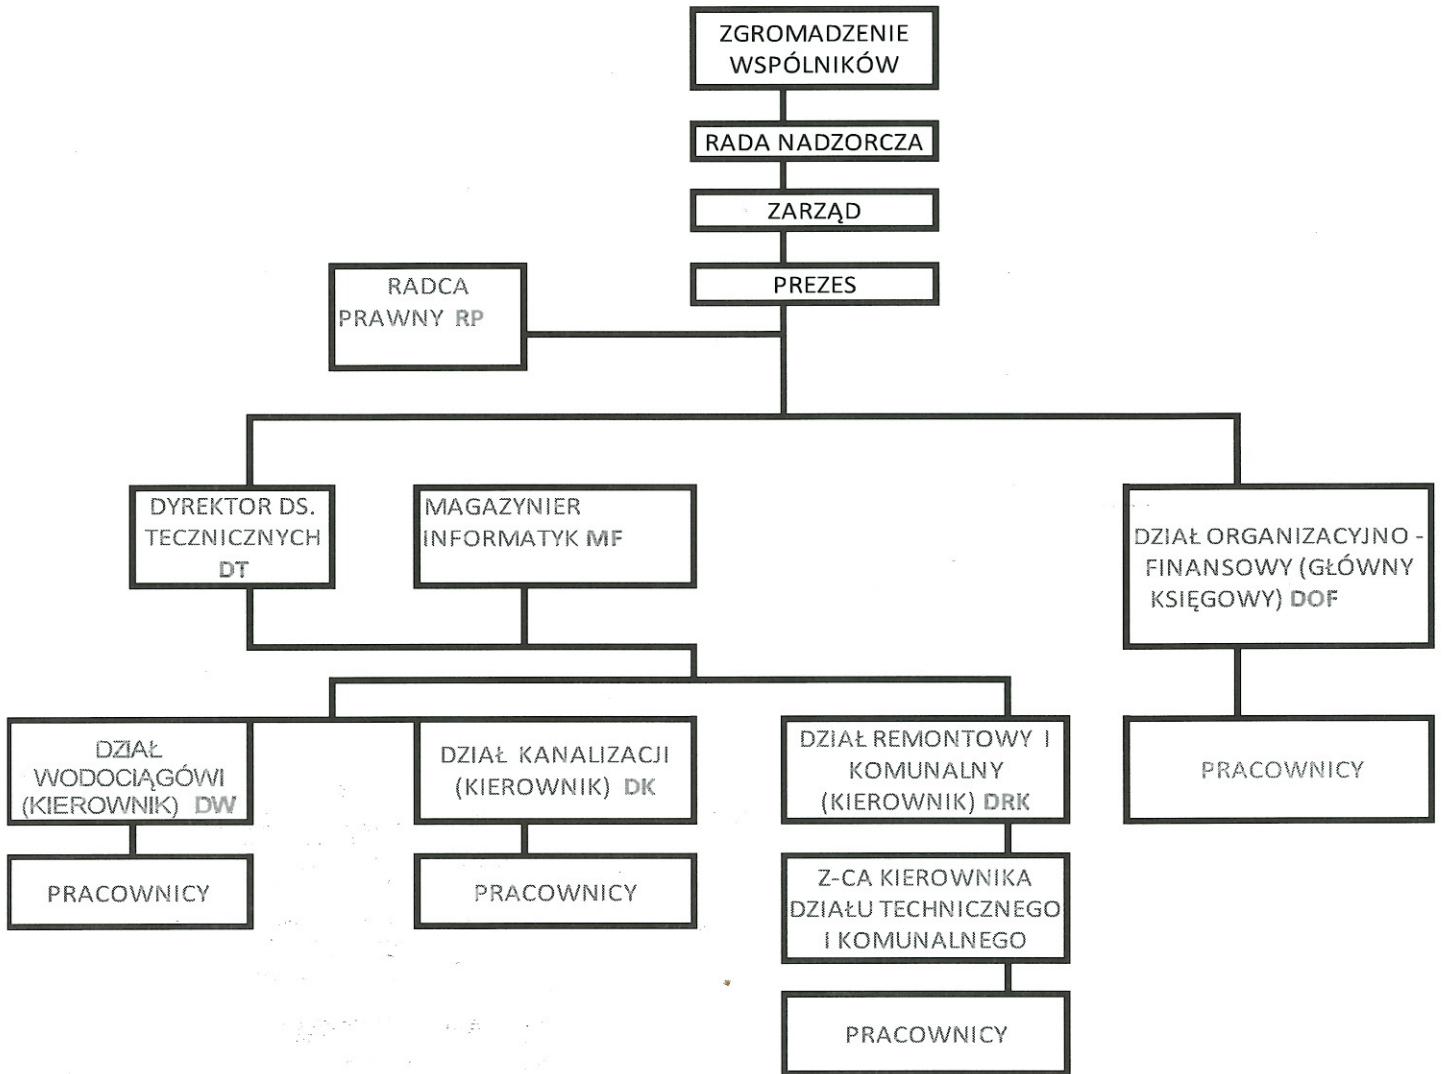 ZGROMADZENIE
WSPÓLNIKÓW
RADA NADZORCZA
ZARZĄD
PREZES
RADCA
PRAWNY RP
DYREKTOR DS.
TECZNICZNYCH
DT
MAGAZYNIER
INFORMATYK MF
DZIAŁ ORGANIZACYJNO -
FINANSOWY (GŁÓWNY
KSIĘGOWY) DOF
DZIAŁ
WODOCIĄGÓWI
(KIEROWNIK) DW
DZIAŁ KANALIZACJI
(KIEROWNIK) DK
DZIAŁ REMONTOWY I
KOMUNALNY
(KIEROWNIK) DRK
PRACOWNICY
PRACOWNICY
PRACOWNICY
Z-CA KIEROWNIKA
DZIAŁU TECHNICZNEGO
I KOMUNALNEGO
PRACOWNICY